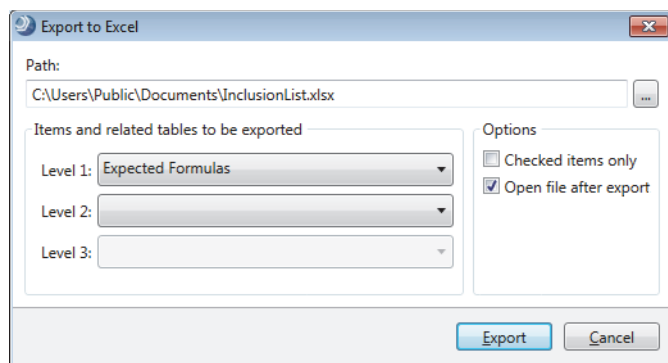 Export to Excel
Path:
C:\Users\Public\Documents\InclusionList.xlsx
...
Items and related tables to be exported
Options
Level 1: Expected Formulas
Checked items only
Level 2:
Open file after export
Level 3:
Export
Cancel